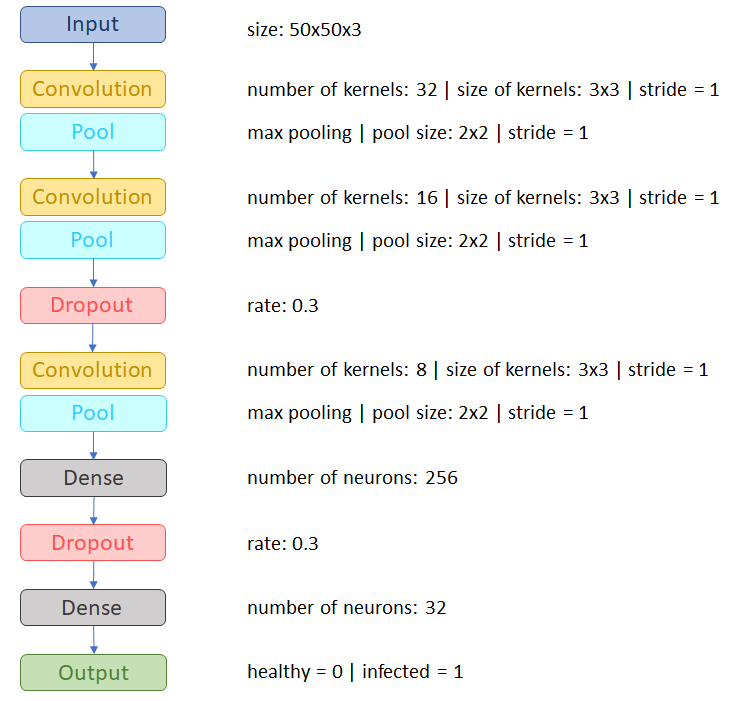 Input size: 50x50x3
Convolution number of kernels: 32 | size of kernels: 3x3 | stride = 1
Pool max pooling | pool size: 2x2 | stride = 1
Convolution number of kernels: 16 | size of kernels: 3x3 | stride = 1
Pool max pooling | pool size: 2x2 | stride = 1
Dropout rate: 0.3
Convolution number of kernels: 8 | size of kernels: 3x3 | stride = 1
Pool max pooling | pool size: 2x2 | stride = 1
Dense number of neurons: 256
Dropout rate: 0.3
Dense number of neurons: 32
Output healthy = 0 | infected = 1